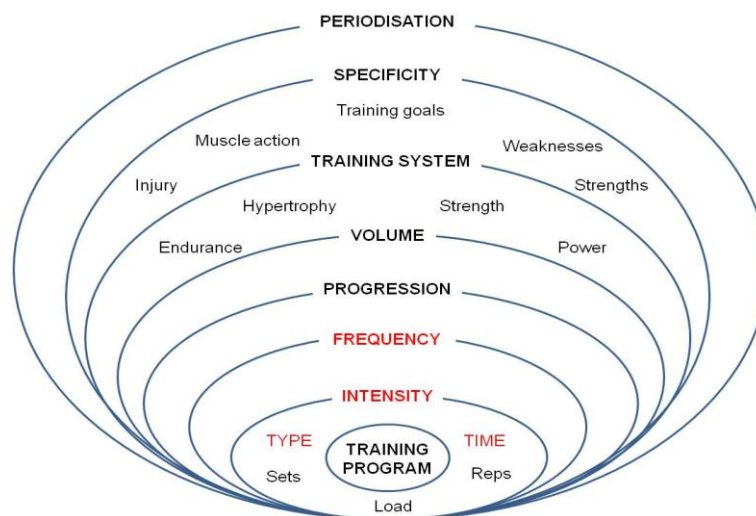 PERIODISATION
SPECIFICITY
Training goals
Muscle action
Weaknesses
TRAINING SYSTEM
Injury
Strengths
Hypertrophy
Strength
Endurance
VOLUME
Power
PROGRESSION
FREQUENCY
INTENSITY
TYPE
TIME
TRAINING
PROGRAM
Sets
Reps
Load